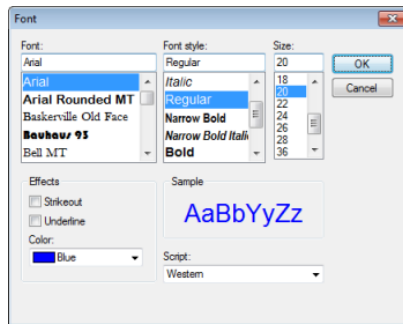 Font
Font: Font style: Size:
Arial Regular 20 OK
Arial Italic 18 Cancel
Arial Rounded MT Regular 20
Baskerville Old Face Narrow Bold 22
Bauhaus 93 Narrow Bold Italic 24
Bell MT Bold 26
28
36
Effects Sample
Strikeout
Underline AaBbYyZz
Color:
Blue Script:
Western